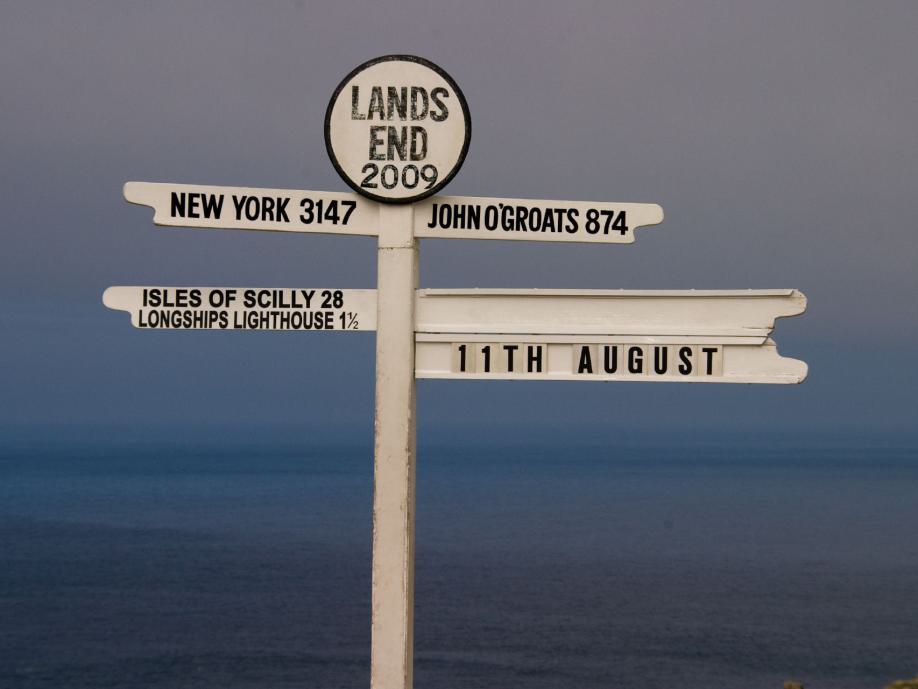 LANDS
END
2009
NEW YORK 3147
JOHN O'GROATS 874
ISLES OF SCILLY 28
LONGSHIPS LIGHTHOUSE 1½
11TH AUGUST